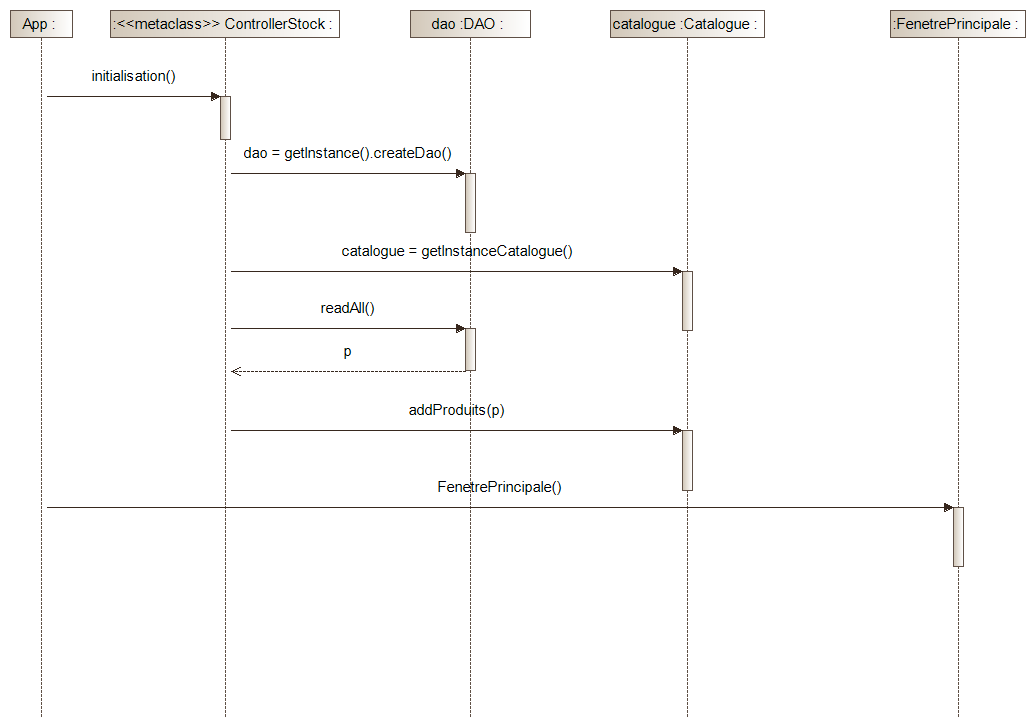 App :
:<<metaclass>> ControllerStock :
dao :DAO :
catalogue :Catalogue :
:FenetrePrincipale :
initialisation()
dao = getInstance().createDao()
catalogue = getInstanceCatalogue()
readAll()
p
addProduits(p)
FenetrePrincipale()